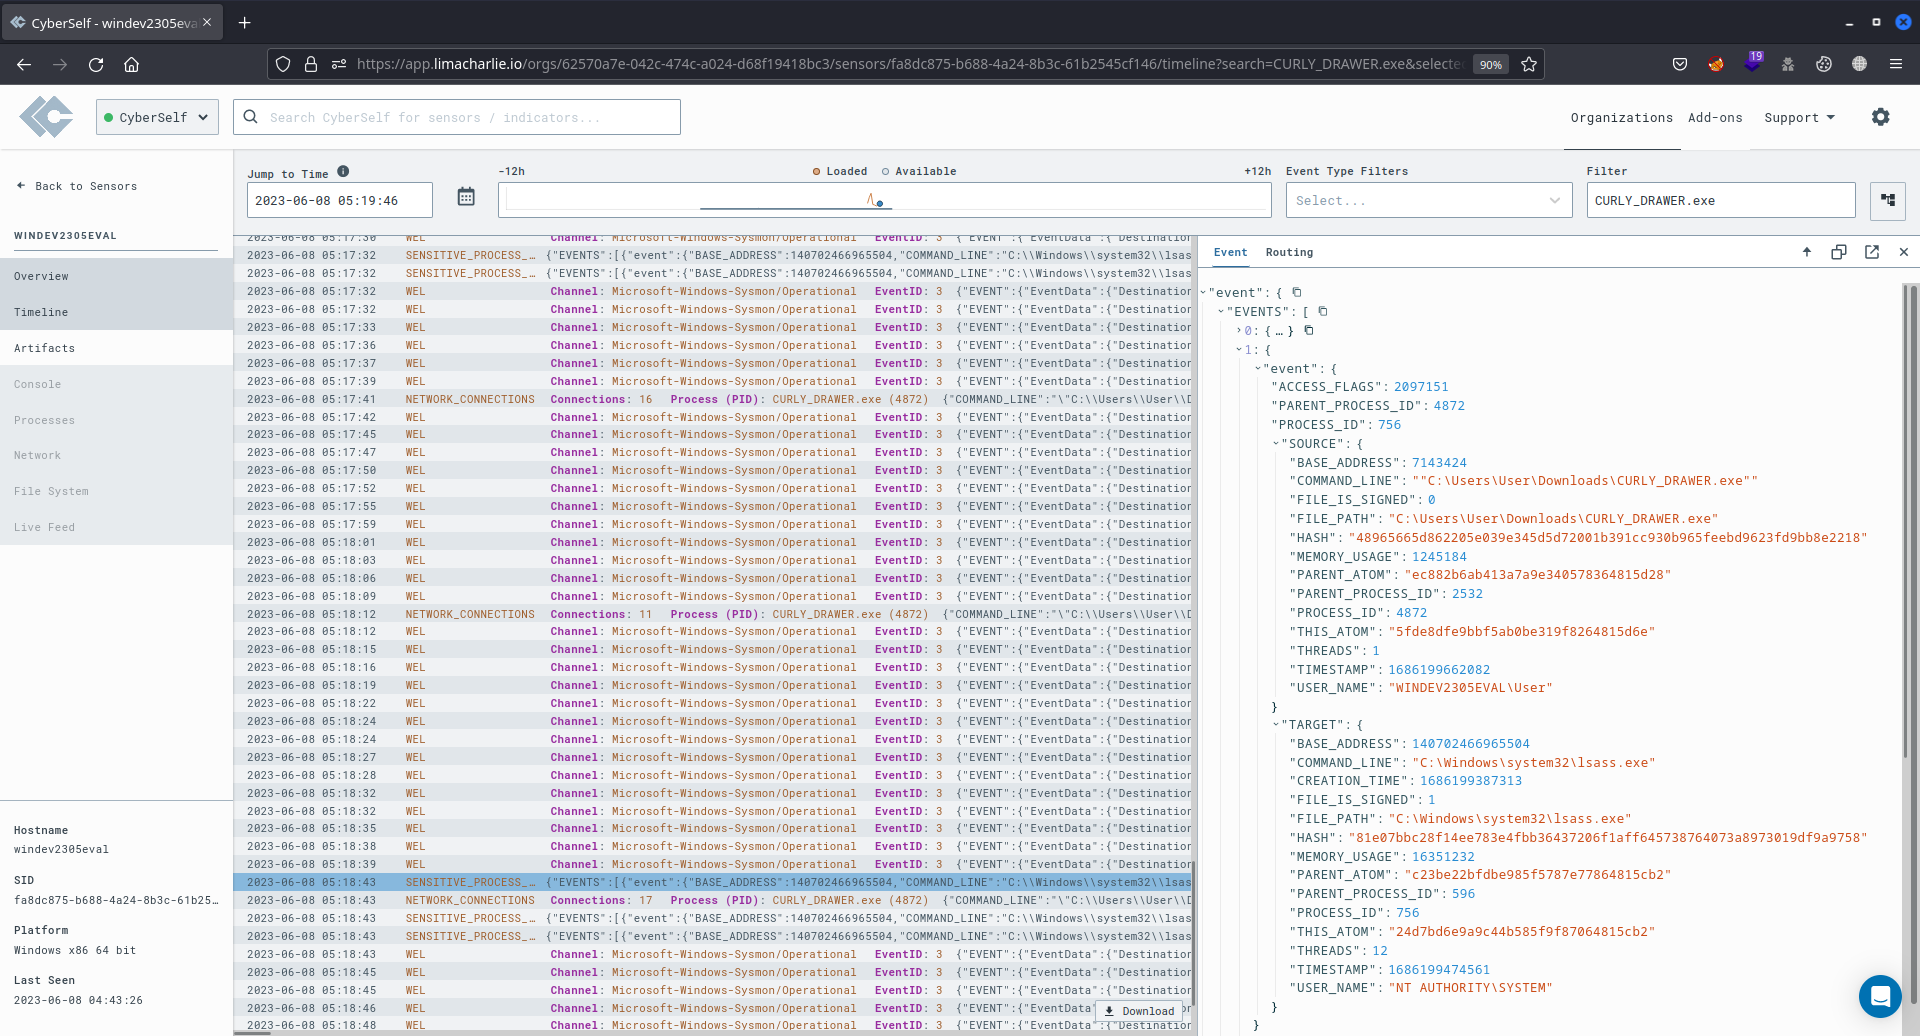 CyberSelf - windev2305eva
https://app.limacharlie.io/orgs/62570a7e-042c-474c-a024-d68f19418bc3/sensors/fa8dc875-b688-4a24-8b3c-61b2545cf146/timeline?search=CURLY_DRAWER.exe&selecte
90%
19
CyberSelf
Search CyberSelf for sensors / indicators...
Organizations Add-ons Support
Back to Sensors
WINDEV2305EVAL
Overview
Timeline
Artifacts
Console
Processes
Network
File System
Live Feed
Hostname
windev2305eval
SID
fa8dc875-b688-4a24-8b3c-61b25...
Platform
Windows x86 64 bit
Last Seen
2023-06-08 04:43:26
Jump to Time
2023-06-08 05:19:46
-12h Loaded Available +12h
Event Type Filters
Select...
Filter
CURLY_DRAWER.exe
2023-06-08 05:17:30 WEL Channel: Microsoft-Windows-Sysmon/Operational EventID: 3 {"EVENT":{"EventData":{"Destination
2023-06-08 05:17:32 SENSITIVE_PROCESS_… {"EVENTS":[{"event":{"BASE_ADDRESS":140702466965504,"COMMAND_LINE":"C:\\Windows\\system32\\lsas
2023-06-08 05:17:32 SENSITIVE_PROCESS_… {"EVENTS":[{"event":{"BASE_ADDRESS":140702466965504,"COMMAND_LINE":"C:\\Windows\\system32\\lsas
2023-06-08 05:17:32 WEL Channel: Microsoft-Windows-Sysmon/Operational EventID: 3 {"EVENT":{"EventData":{"Destination
2023-06-08 05:17:32 WEL Channel: Microsoft-Windows-Sysmon/Operational EventID: 3 {"EVENT":{"EventData":{"Destination
2023-06-08 05:17:33 WEL Channel: Microsoft-Windows-Sysmon/Operational EventID: 3 {"EVENT":{"EventData":{"Destination
2023-06-08 05:17:36 WEL Channel: Microsoft-Windows-Sysmon/Operational EventID: 3 {"EVENT":{"EventData":{"Destination
2023-06-08 05:17:37 WEL Channel: Microsoft-Windows-Sysmon/Operational EventID: 3 {"EVENT":{"EventData":{"Destination
2023-06-08 05:17:39 WEL Channel: Microsoft-Windows-Sysmon/Operational EventID: 3 {"EVENT":{"EventData":{"Destination
2023-06-08 05:17:41 NETWORK_CONNECTIONS Connections: 16 Process (PID): CURLY_DRAWER.exe (4872) {"COMMAND_LINE":"\"C:\\Users\\User\\D
2023-06-08 05:17:42 WEL Channel: Microsoft-Windows-Sysmon/Operational EventID: 3 {"EVENT":{"EventData":{"Destination
2023-06-08 05:17:45 WEL Channel: Microsoft-Windows-Sysmon/Operational EventID: 3 {"EVENT":{"EventData":{"Destination
2023-06-08 05:17:47 WEL Channel: Microsoft-Windows-Sysmon/Operational EventID: 3 {"EVENT":{"EventData":{"Destination
2023-06-08 05:17:50 WEL Channel: Microsoft-Windows-Sysmon/Operational EventID: 3 {"EVENT":{"EventData":{"Destination
2023-06-08 05:17:52 WEL Channel: Microsoft-Windows-Sysmon/Operational EventID: 3 {"EVENT":{"EventData":{"Destination
2023-06-08 05:17:55 WEL Channel: Microsoft-Windows-Sysmon/Operational EventID: 3 {"EVENT":{"EventData":{"Destination
2023-06-08 05:17:59 WEL Channel: Microsoft-Windows-Sysmon/Operational EventID: 3 {"EVENT":{"EventData":{"Destination
2023-06-08 05:18:01 WEL Channel: Microsoft-Windows-Sysmon/Operational EventID: 3 {"EVENT":{"EventData":{"Destination
2023-06-08 05:18:03 WEL Channel: Microsoft-Windows-Sysmon/Operational EventID: 3 {"EVENT":{"EventData":{"Destination
2023-06-08 05:18:06 WEL Channel: Microsoft-Windows-Sysmon/Operational EventID: 3 {"EVENT":{"EventData":{"Destination
2023-06-08 05:18:09 WEL Channel: Microsoft-Windows-Sysmon/Operational EventID: 3 {"EVENT":{"EventData":{"Destination
2023-06-08 05:18:12 NETWORK_CONNECTIONS Connections: 11 Process (PID): CURLY_DRAWER.exe (4872) {"COMMAND_LINE":"\"C:\\Users\\User\\D
2023-06-08 05:18:12 WEL Channel: Microsoft-Windows-Sysmon/Operational EventID: 3 {"EVENT":{"EventData":{"Destination
2023-06-08 05:18:15 WEL Channel: Microsoft-Windows-Sysmon/Operational EventID: 3 {"EVENT":{"EventData":{"Destination
2023-06-08 05:18:16 WEL Channel: Microsoft-Windows-Sysmon/Operational EventID: 3 {"EVENT":{"EventData":{"Destination
2023-06-08 05:18:19 WEL Channel: Microsoft-Windows-Sysmon/Operational EventID: 3 {"EVENT":{"EventData":{"Destination
2023-06-08 05:18:22 WEL Channel: Microsoft-Windows-Sysmon/Operational EventID: 3 {"EVENT":{"EventData":{"Destination
2023-06-08 05:18:24 WEL Channel: Microsoft-Windows-Sysmon/Operational EventID: 3 {"EVENT":{"EventData":{"Destination
2023-06-08 05:18:24 WEL Channel: Microsoft-Windows-Sysmon/Operational EventID: 3 {"EVENT":{"EventData":{"Destination
2023-06-08 05:18:27 WEL Channel: Microsoft-Windows-Sysmon/Operational EventID: 3 {"EVENT":{"EventData":{"Destination
2023-06-08 05:18:28 WEL Channel: Microsoft-Windows-Sysmon/Operational EventID: 3 {"EVENT":{"EventData":{"Destination
2023-06-08 05:18:32 WEL Channel: Microsoft-Windows-Sysmon/Operational EventID: 3 {"EVENT":{"EventData":{"Destination
2023-06-08 05:18:32 WEL Channel: Microsoft-Windows-Sysmon/Operational EventID: 3 {"EVENT":{"EventData":{"Destination
2023-06-08 05:18:35 WEL Channel: Microsoft-Windows-Sysmon/Operational EventID: 3 {"EVENT":{"EventData":{"Destination
2023-06-08 05:18:38 WEL Channel: Microsoft-Windows-Sysmon/Operational EventID: 3 {"EVENT":{"EventData":{"Destination
2023-06-08 05:18:39 WEL Channel: Microsoft-Windows-Sysmon/Operational EventID: 3 {"EVENT":{"EventData":{"Destination
2023-06-08 05:18:43 SENSITIVE_PROCESS_… {"EVENTS":[{"event":{"BASE_ADDRESS":140702466965504,"COMMAND_LINE":"C:\\Windows\\system32\\lsas
2023-06-08 05:18:43 NETWORK_CONNECTIONS Connections: 17 Process (PID): CURLY_DRAWER.exe (4872) {"COMMAND_LINE":"\"C:\\Users\\User\\D
2023-06-08 05:18:43 SENSITIVE_PROCESS_… {"EVENTS":[{"event":{"BASE_ADDRESS":140702466965504,"COMMAND_LINE":"C:\\Windows\\system32\\lsas
2023-06-08 05:18:43 SENSITIVE_PROCESS_… {"EVENTS":[{"event":{"BASE_ADDRESS":140702466965504,"COMMAND_LINE":"C:\\Windows\\system32\\lsas
2023-06-08 05:18:43 WEL Channel: Microsoft-Windows-Sysmon/Operational EventID: 3 {"EVENT":{"EventData":{"Destination
2023-06-08 05:18:45 WEL Channel: Microsoft-Windows-Sysmon/Operational EventID: 3 {"EVENT":{"EventData":{"Destination
2023-06-08 05:18:45 WEL Channel: Microsoft-Windows-Sysmon/Operational EventID: 3 {"EVENT":{"EventData":{"Destination
2023-06-08 05:18:46 WEL Channel: Microsoft-Windows-Sysmon/Operational EventID: 3 {"EVENT":{"EventData"
2023-06-08 05:18:48 WEL Channel: Microsoft-Windows-Sysmon/Operational EventID: 3 {"EVENT":{"EventData":{"Destination
Download
Event Routing
"event": {
"EVENTS": [
0: { … }
1: {
"event": {
"ACCESS_FLAGS": 2097151
"PARENT_PROCESS_ID": 4872
"PROCESS_ID": 756
"SOURCE": {
"BASE_ADDRESS": 7143424
"COMMAND_LINE": ""C:\Users\User\Downloads\CURLY_DRAWER.exe""
"FILE_IS_SIGNED": 0
"FILE_PATH": "C:\Users\User\Downloads\CURLY_DRAWER.exe"
"HASH": "48965665d862205e039e345d5d72001b391cc930b965feebd9623fd9bb8e2218"
"MEMORY_USAGE": 1245184
"PARENT_ATOM": "ec882b6ab413a7a9e340578364815d28"
"PARENT_PROCESS_ID": 2532
"PROCESS_ID": 4872
"THIS_ATOM": "5fde8dfe9bbf5ab0be319f8264815d6e"
"THREADS": 1
"TIMESTAMP": 1686199662082
"USER_NAME": "WINDEV2305EVAL\User"
}
"TARGET": {
"BASE_ADDRESS": 140702466965504
"COMMAND_LINE": "C:\Windows\system32\lsass.exe"
"CREATION_TIME": 1686199387313
"FILE_IS_SIGNED": 1
"FILE_PATH": "C:\Windows\system32\lsass.exe"
"HASH": "81e07bbc28f14ee783e4fbb36437206f1aff645738764073a8973019df9a9758"
"MEMORY_USAGE": 16351232
"PARENT_ATOM": "c23be22bfdbe985f5787e77864815cb2"
"PARENT_PROCESS_ID": 596
"PROCESS_ID": 756
"THIS_ATOM": "24d7bd6e9a9c44b585f9f87064815cb2"
"THREADS": 12
"TIMESTAMP": 1686199474561
"USER_NAME": "NT AUTHORITY\SYSTEM"
}
}